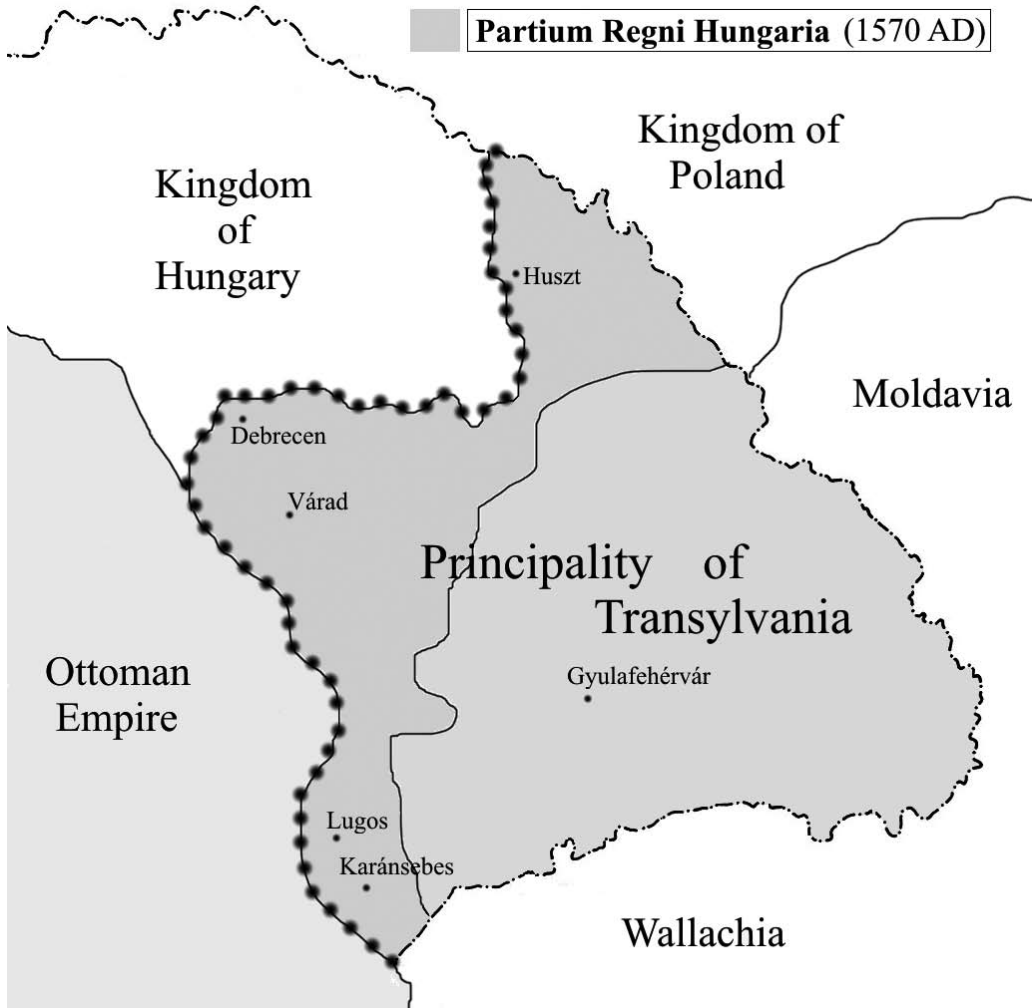 Partium Regni Hungaria (1570 AD)
Kingdom of
Poland
Kingdom
of
Hungary
Huszt
Moldavia
Debrecen
Várad
Principality of
Transylvania
Ottoman
Empire
Gyulafehérvár
Lugos
Karánsebes
Wallachia